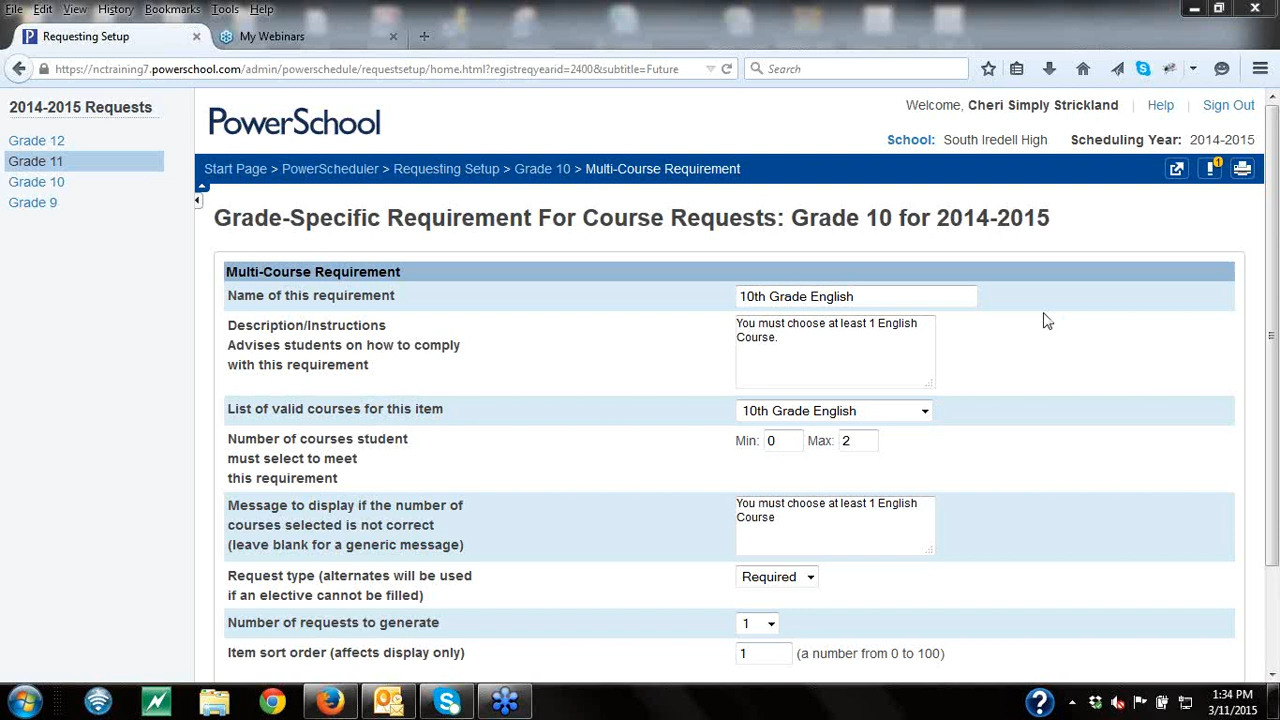 File Edit View History Bookmarks Tools Help
P Requesting Setup × My Webinars × +
https://nctraining7.powerschool.com/admin/powerschedule/requestsetup/home.html?registreqyearid=2400&subtitle=Future Search
2014-2015 Requests
Grade 12
Grade 11
Grade 10
Grade 9
PowerSchool
Welcome, Cheri Simply Strickland Help Sign Out
School: South Iredell High Scheduling Year: 2014-2015
Start Page > PowerScheduler > Requesting Setup > Grade 10 > Multi-Course Requirement
Grade-Specific Requirement For Course Requests: Grade 10 for 2014-2015
Multi-Course Requirement
Name of this requirement 10th Grade English
Description/Instructions
Advises students on how to comply
with this requirement
You must choose at least 1 English
Course.
List of valid courses for this item 10th Grade English
Number of courses student
must select to meet
this requirement
Min: 0 Max: 2
Message to display if the number of
courses selected is not correct
(leave blank for a generic message)
You must choose at least 1 English
Course
Request type (alternates will be used
if an elective cannot be filled)
Required
Number of requests to generate 1
Item sort order (affects display only) 1 (a number from 0 to 100)
1:34 PM
3/11/2015